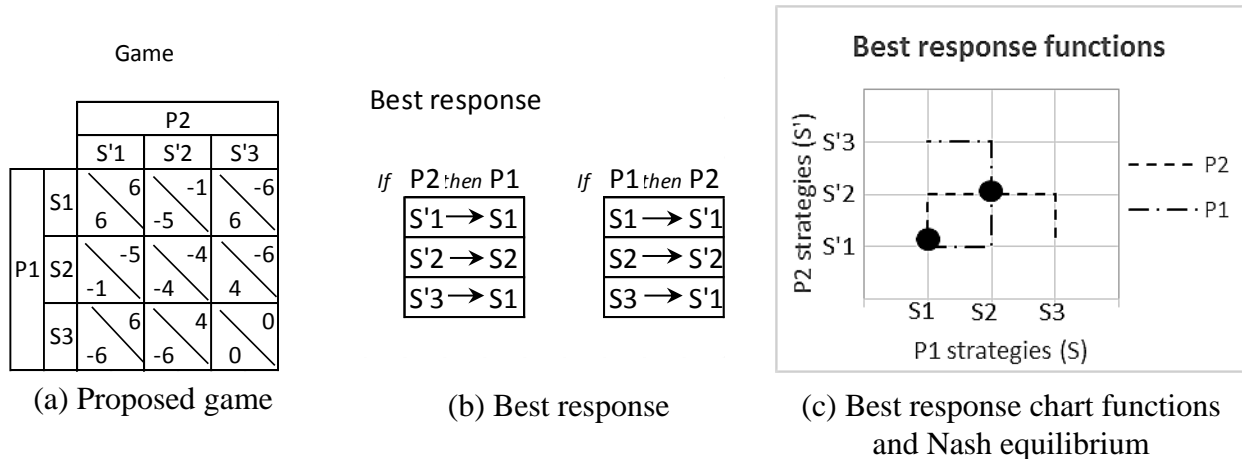 Game
P2
S'1 S'2 S'3
P1
S1 6 6 -1 -5 -6 6
S2 -5 -1 -4 -4 -6 4
S3 6 -6 4 -6 0 0
(a) Proposed game
Best response
If P2 then P1
S'1 → S1
S'2 → S2
S'3 → S1
If P1 then P2
S1 → S'1
S2 → S'2
S3 → S'1
(b) Best response
Best response functions
P2 strategies (S')
S'3
S'2
S'1
S1 S2 S3
P1 strategies (S)
P2
P1
(c) Best response chart functions
and Nash equilibrium